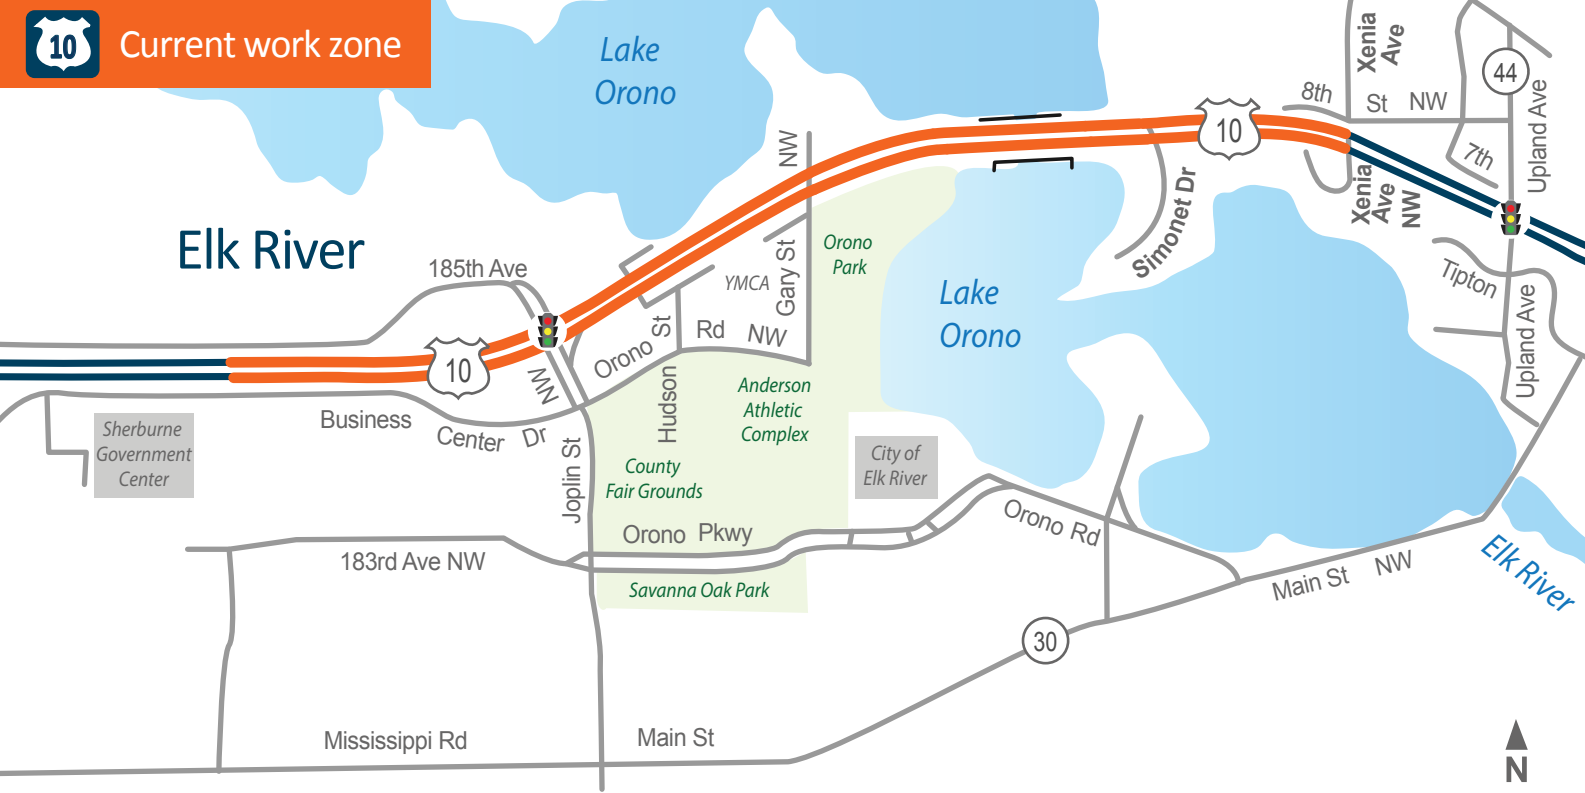 10 Current work zone
Lake
Orono
Xenia
Ave
44
8th
St NW
Upland Ave
10
NW
7th
Xenia
Ave
NW
Simonet Dr
Elk River
185th Ave
Orono
Park
YMCA
Gary St
Tipton
Lake
Orono
Upland Ave
Orono St
Rd NW
10
NW
Hudson
Anderson
Athletic
Complex
Business Center Dr
Sherburne
Government
Center
Joplin St
County
Fair Grounds
City of
Elk River
Orono Pkwy
Orono Rd
183rd Ave NW
Savanna Oak Park
Main St NW
Elk River
30
Mississippi Rd
Main St
N